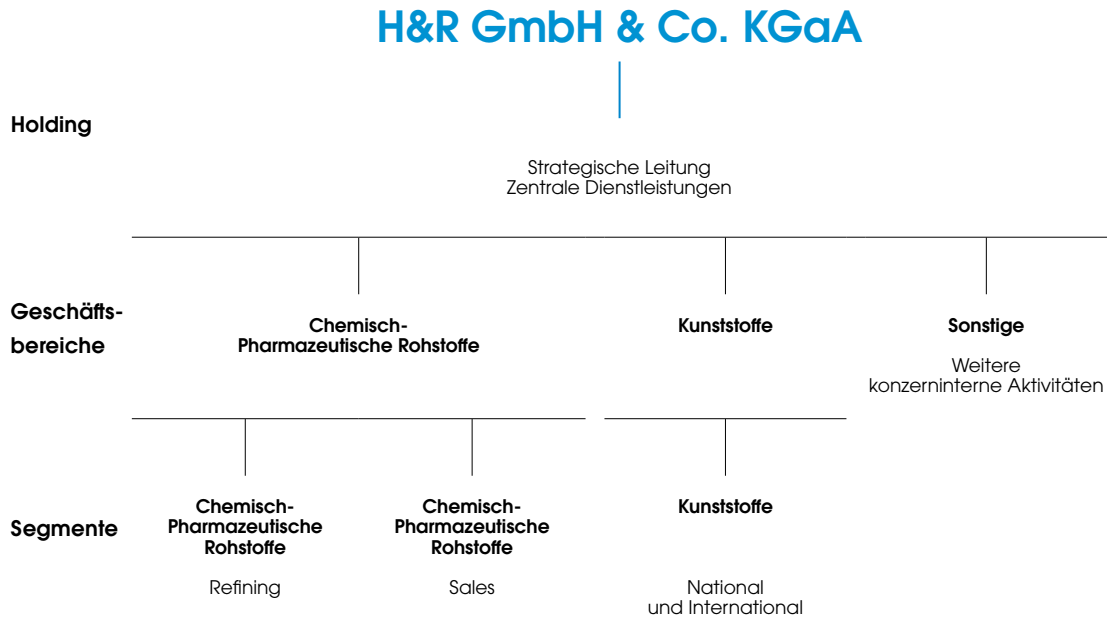 H&R GmbH & Co. KGaA
Holding
Strategische Leitung
Zentrale Dienstleistungen
Geschäfts-
bereiche
Chemisch-
Pharmazeutische Rohstoffe
Kunststoffe
Sonstige
Weitere
konzerninterne Aktivitäten
Segmente
Chemisch-
Pharmazeutische
Rohstoffe
Refining
Chemisch-
Pharmazeutische
Rohstoffe
Sales
Kunststoffe
National
und International